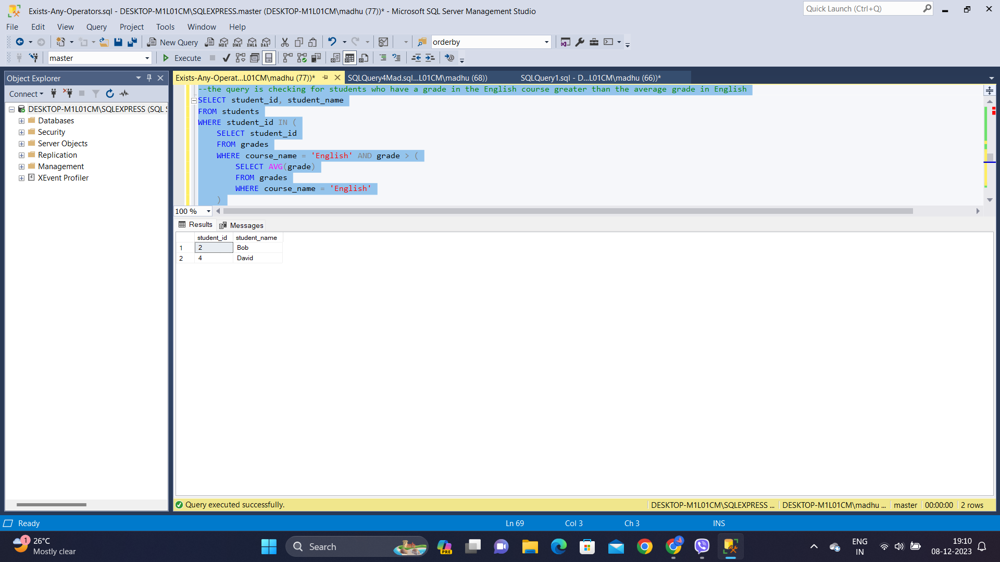 Exists-Any-Operators.sql - DESKTOP-M1L01CM\SQLEXPRESS.master (DESKTOP-M1L01CM\madhu (77))* - Microsoft SQL Server Management Studio
Quick Launch (Ctrl+Q)
File Edit View Query Project Tools Window Help
New Query
MDX DMX XMLA DAX
orderby
master
Execute
Object Explorer
Connect
DESKTOP-M1L01CM\SQLEXPRESS (SQL S
Databases
Security
Server Objects
Replication
Management
XEvent Profiler
Exists-Any-Operat...L01CM\madhu (77))*
SQLQuery4Mad.sql...L01CM\madhu (68))
SQLQuery1.sql - D...L01CM\madhu (66))*
--the query is checking for students who have a grade in the English course greater than the average grade in English
SELECT student_id, student_name
FROM students
WHERE student_id IN (
SELECT student_id
FROM grades
WHERE course_name = 'English' AND grade > (
SELECT AVG(grade)
FROM grades
WHERE course_name = 'English'
)
100 %
Results Messages
student_id student_name
1 2 Bob
2 4 David
Query executed successfully.
DESKTOP-M1L01CM\SQLEXPRESS ... DESKTOP-M1L01CM\madhu ... master 00:00:00 2 rows
Ready
Ln 69 Col 3 Ch 3 INS
1
26°C
Mostly clear
Search
PRE
ENG
IN
19:10
08-12-2023